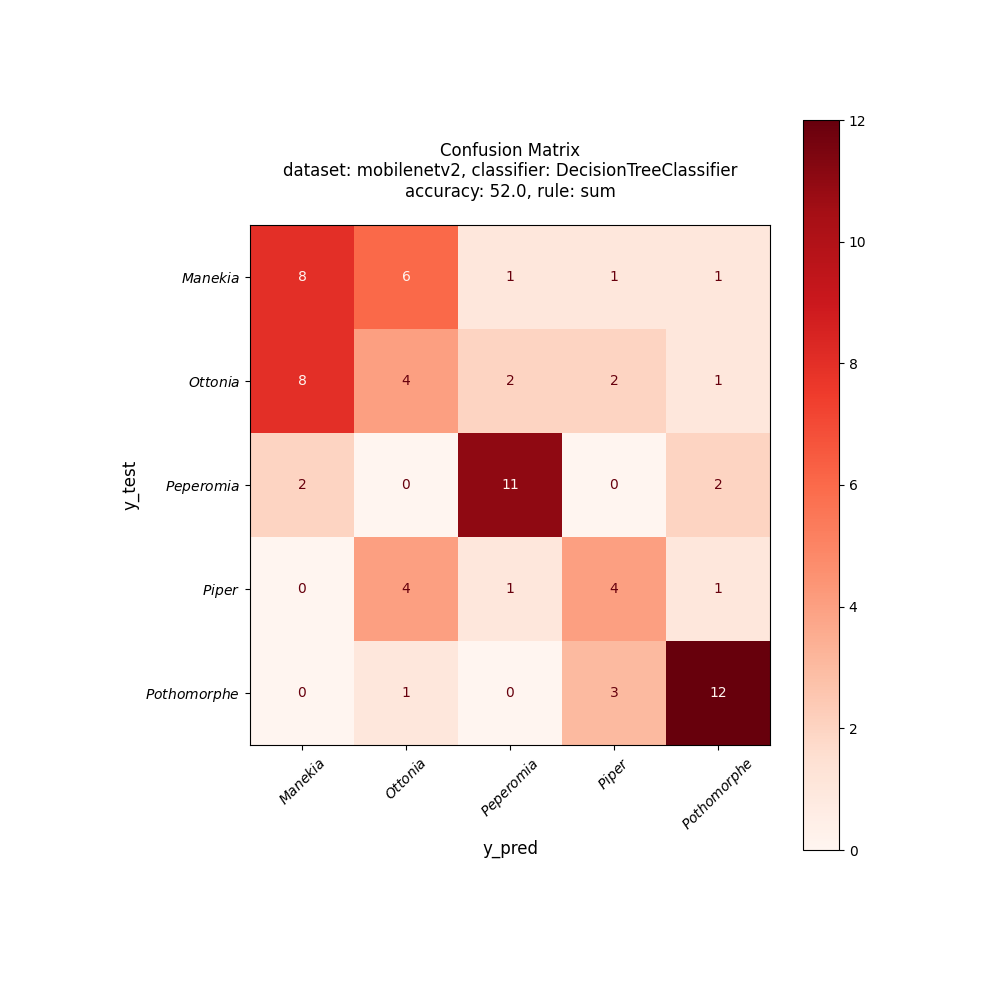 Confusion Matrix
dataset: mobilenetv2, classifier: DecisionTreeClassifier
accuracy: 52.0, rule: sum
y_test
Manekia 8 6 1 1 1
Ottonia 8 4 2 2 1
Peperomia 2 0 11 0 2
Piper 0 4 1 4 1
Pothomorphe 0 1 0 3 12
Manekia Ottonia Peperomia Piper Pothomorphe
y_pred
12
10
8
6
4
2
0